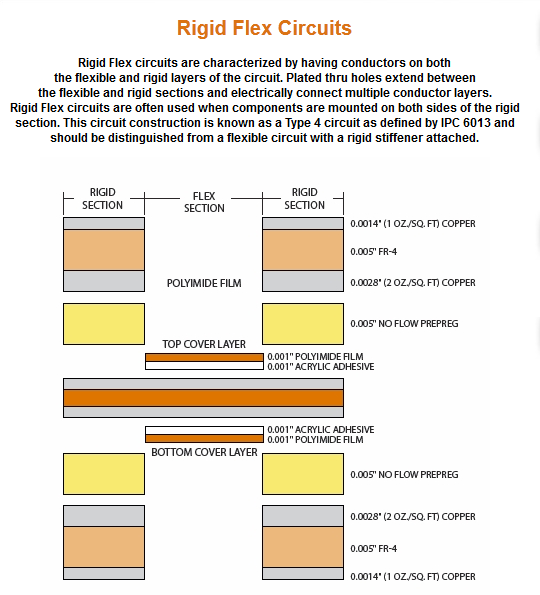 Rigid Flex Circuits
Rigid Flex circuits are characterized by having conductors on both
the flexible and rigid layers of the circuit. Plated thru holes extend between
the flexible and rigid sections and electrically connect multiple conductor layers.
Rigid Flex circuits are often used when components are mounted on both sides of the rigid
section. This circuit construction is known as a Type 4 circuit as defined by IPC 6013 and
should be distinguished from a flexible circuit with a rigid stiffener attached.
RIGID
SECTION
FLEX
SECTION
RIGID
SECTION
0.0014" (1 OZ./SQ. FT) COPPER
0.005" FR-4
POLYIMIDE FILM
0.0028" (2 OZ./SQ. FT) COPPER
0.005" NO FLOW PREPREG
TOP COVER LAYER
0.001" POLYIMIDE FILM
0.001" ACRYLIC ADHESIVE
0.001" ACRYLIC ADHESIVE
0.001" POLYIMIDE FILM
BOTTOM COVER LAYER
0.005" NO FLOW PREPREG
0.0028" (2 OZ./SQ. FT) COPPER
0.005" FR-4
0.0014" (1 OZ./SQ. FT) COPPER